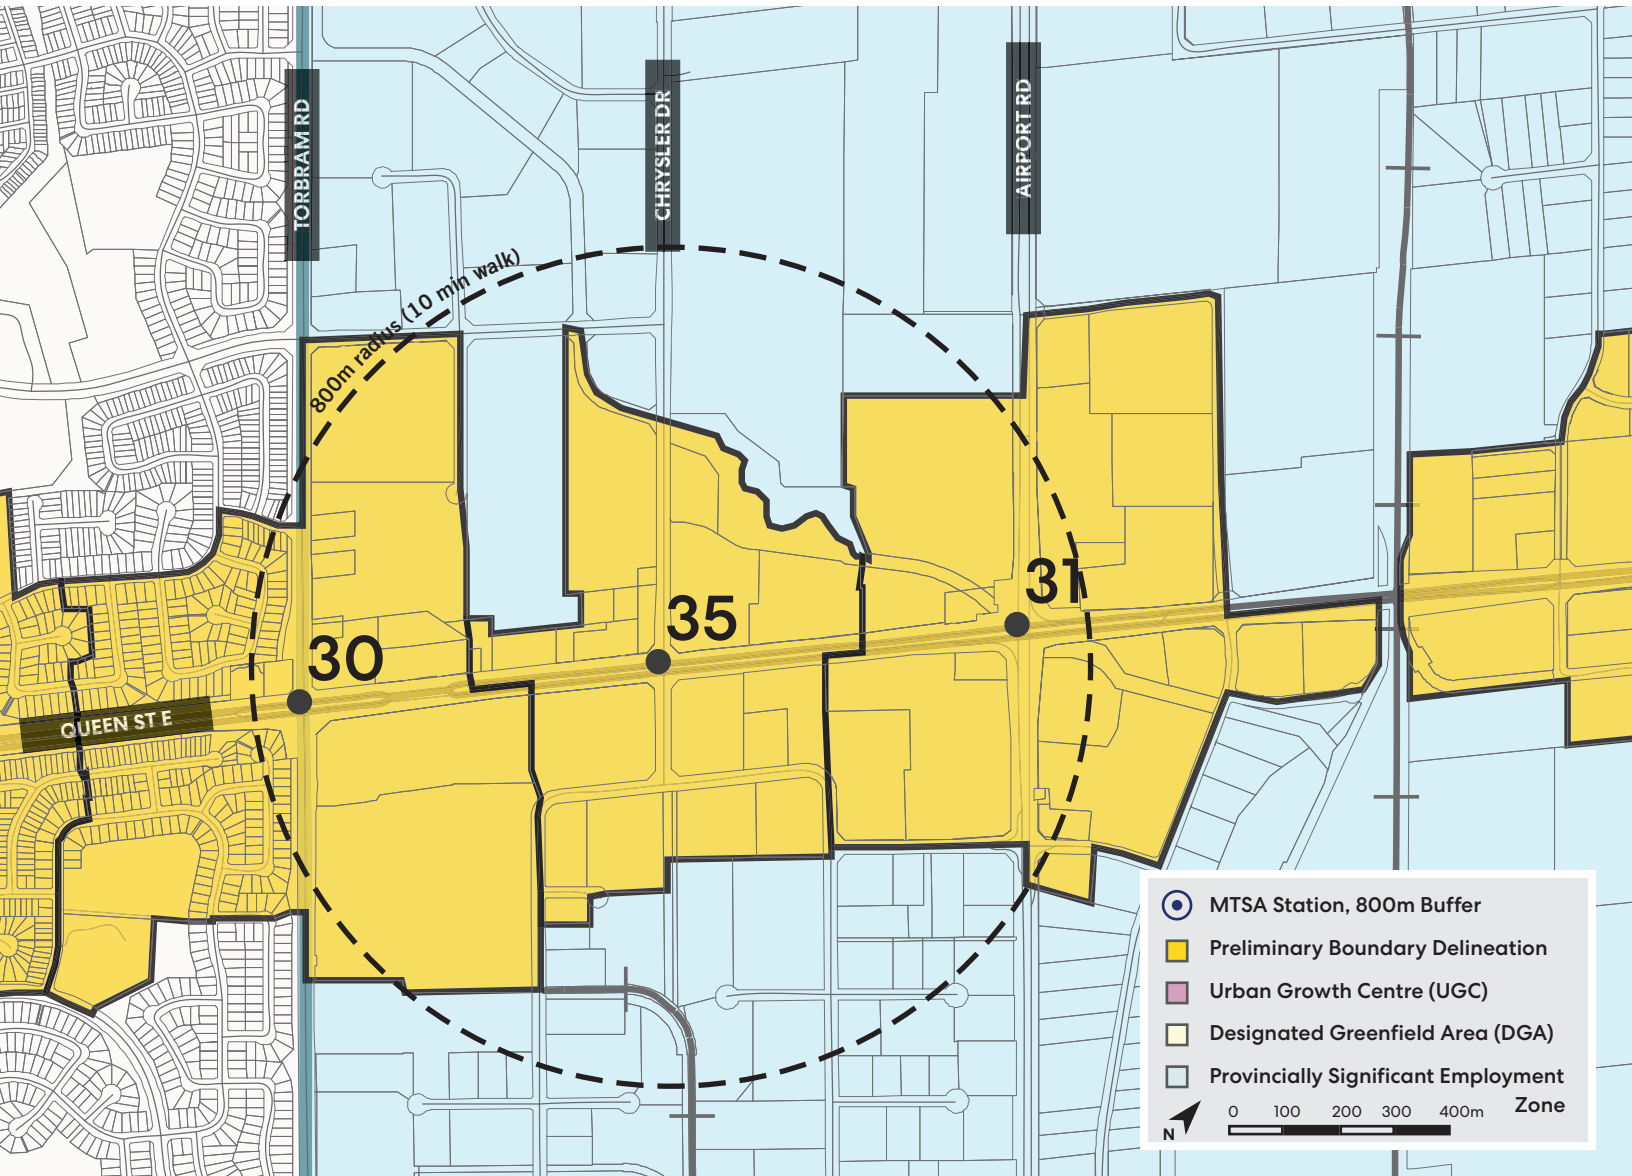 TORBRAM RD
CHRYSLER DR
AIRPORT RD
800m radius (10 min walk)
31
35
30
QUEEN ST E
MTSA Station, 800m Buffer
Preliminary Boundary Delineation
Urban Growth Centre (UGC)
Designated Greenfield Area (DGA)
Provincially Significant Employment
Zone
N
0 100 200 300 400m